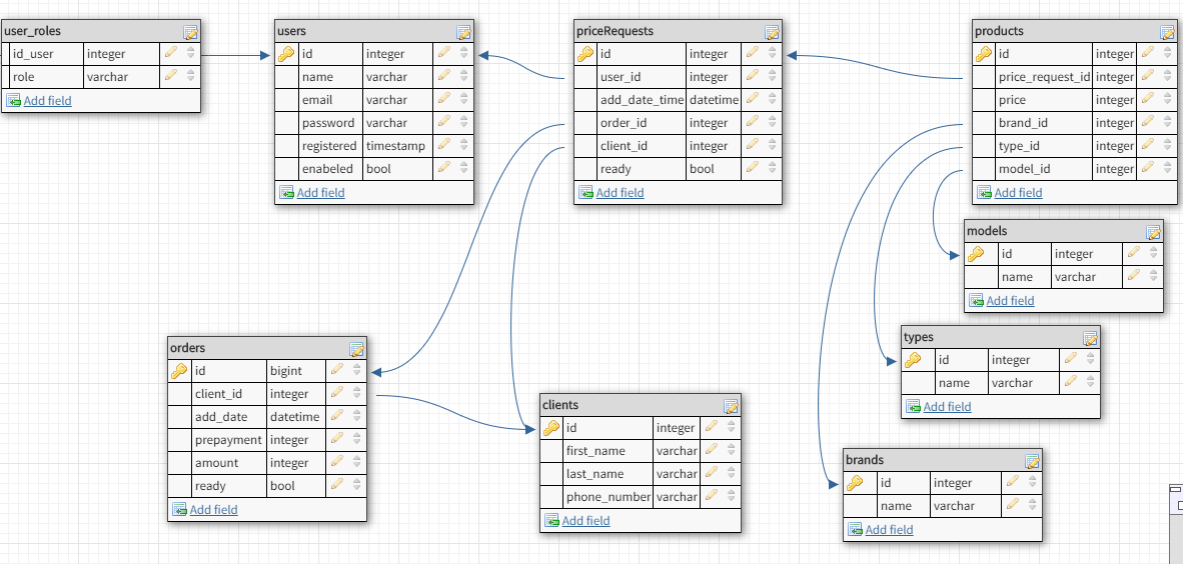 user_roles
id_user integer
role varchar
Add field
users
id integer
name varchar
email varchar
password varchar
registered timestamp
enabeled bool
Add field
priceRequests
id integer
user_id integer
add_date_time datetime
order_id integer
client_id integer
ready bool
Add field
products
id integer
price_request_id integer
price integer
brand_id integer
type_id integer
model_id integer
Add field
models
id integer
name varchar
Add field
types
id integer
name varchar
Add field
orders
id bigint
client_id integer
add_date datetime
prepayment integer
amount integer
ready bool
Add field
clients
id integer
first_name varchar
last_name varchar
phone_number varchar
Add field
brands
id integer
name varchar
Add field